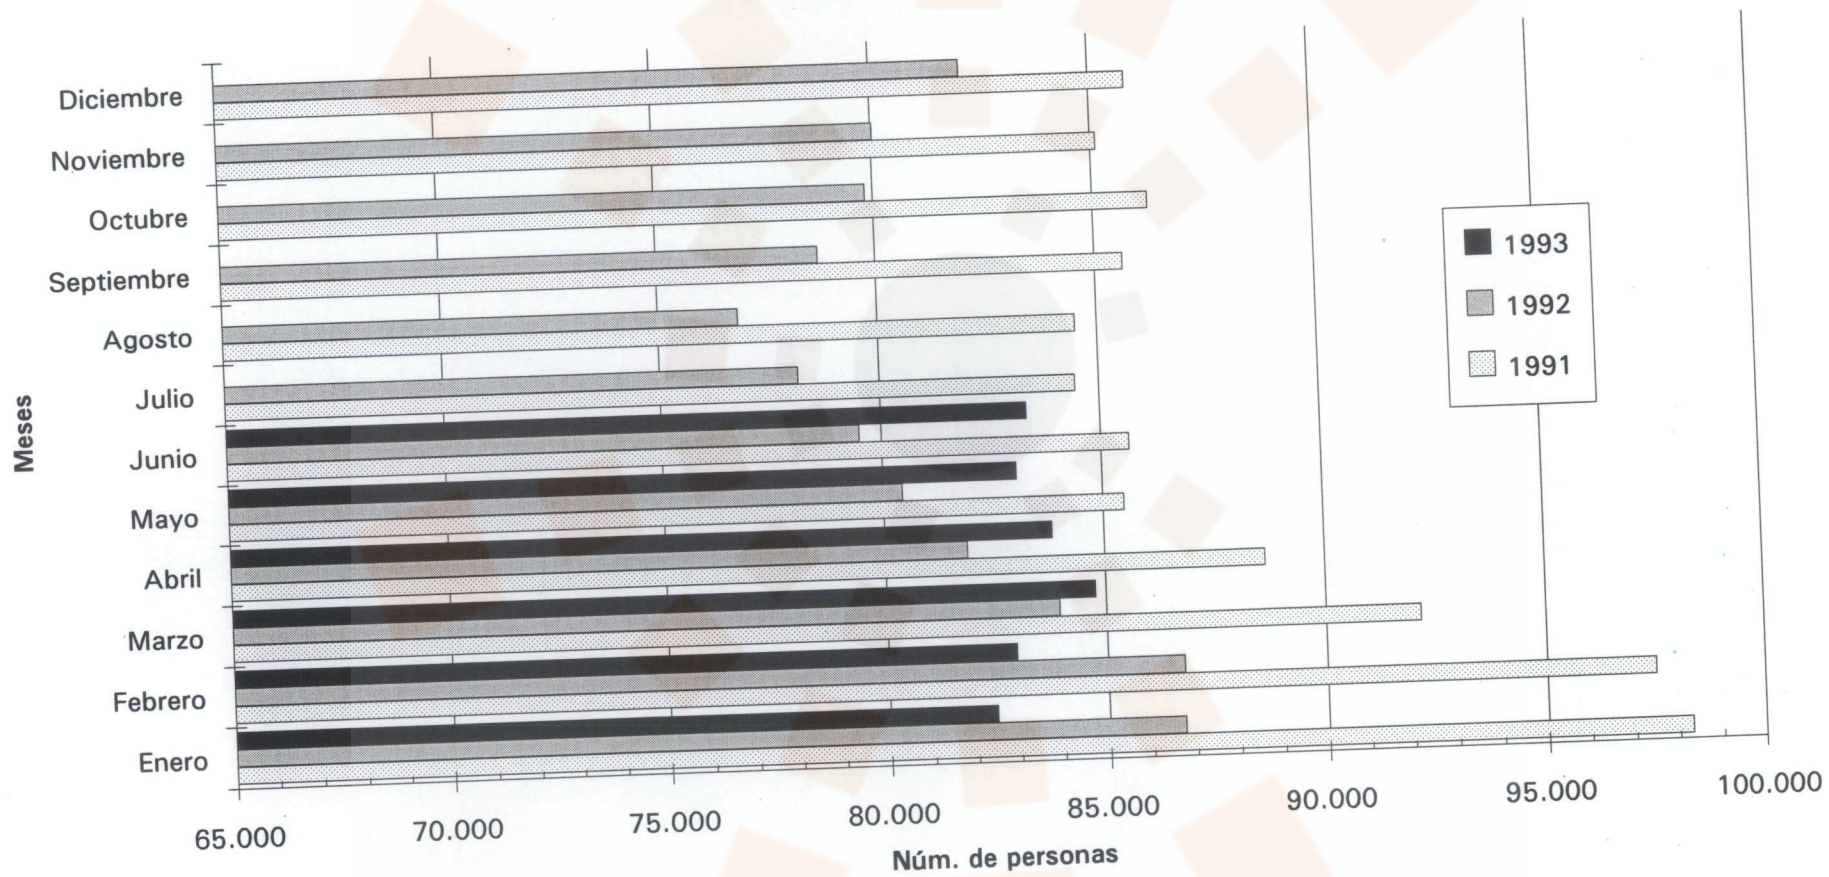 Diciembre
Noviembre
Octubre
Septiembre
Agosto
Julio
Junio
Mayo
Abril
Marzo
Febrero
Enero
Meses
1993
1992
1991
65.000 70.000 75.000 80.000 85.000 90.000 95.000 100.000
Núm. de personas